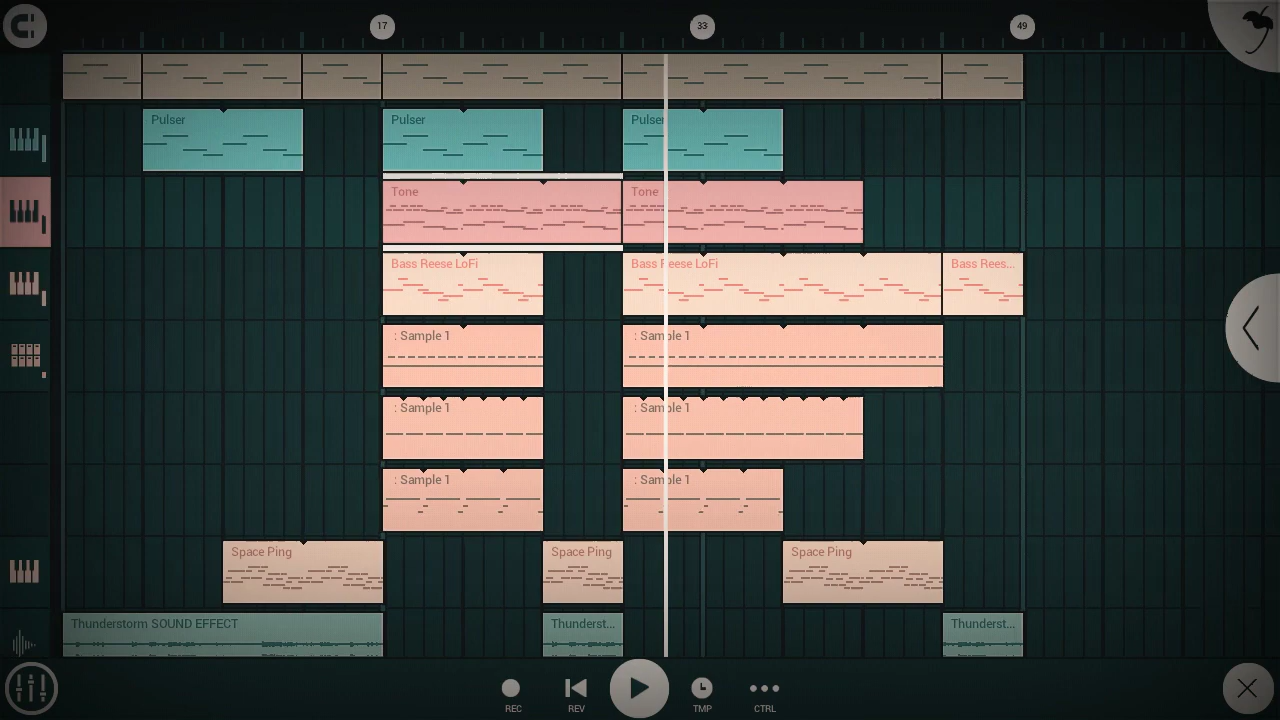 17 33 49
Pulser Pulser Pulser
Tone Tone
Bass Reese LoFi Bass Reese LoFi Bass Rees...
: Sample 1 : Sample 1
: Sample 1 : Sample 1
: Sample 1 : Sample 1
Space Ping Space Ping Space Ping
Thunderstorm SOUND EFFECT Thunderst... Thunderst...
REC REV TMP CTRL